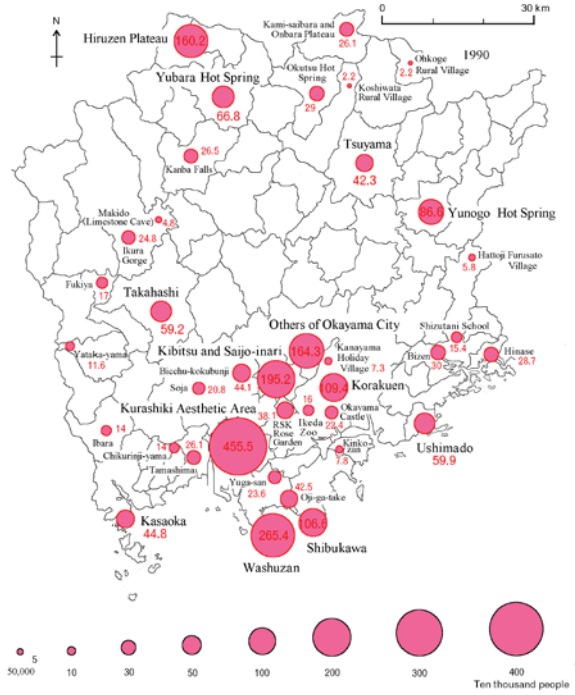 0
30 km
N
Kami-saibara and
Onbara Plateau
26.1
1990
Hiruzen Plateau
160.2
Ohkoge
Rural Village
2.2
Okutsu Hot
Spring
29
2.2
Koshiwata
Rural Village
Yubara Hot Spring
66.8
26.5
Kanba Falls
Tsuyama
42.3
Makido
(Limestone Cave)
4.8
86.6
Yunogo Hot Spring
24.8
Ikura
Gorge
Hattoji Furusato
Village
5.8
Fukiya
17
Takahashi
59.2
Others of Okayama City
164.3
Shizutani School
15.4
Kibitsu and Saijo-inari
195.2
Kanayama
Holiday
Village 7.3
Bizen
30
Hinase
28.7
Yataka-yama
11.6
Bicchu-kokubunji
44.1
Soja
20.8
109.4
Korakuen
Kurashiki Aesthetic Area
455.5
38.1
RSK
Rose
Garden
16
Ikeda
Zoo
Okayama
Castle
22.4
Ushimado
59.9
14
Ibara
14
Chikurinji-yama
26.1
Tamashima
Kinko-
zan
7.8
Yuga-san
23.6
42.5
Oji-ga-take
Kasaoka
44.8
265.4
Washuzan
106.6
Shibukawa
50,000
5
10
30
50
100
200
300
400
Ten thousand people